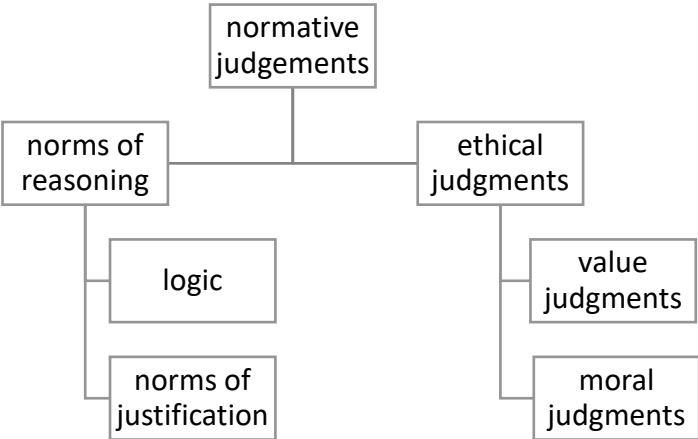 normative
judgements
norms of
reasoning
ethical
judgments
logic
value
judgments
norms of
justification
moral
judgments